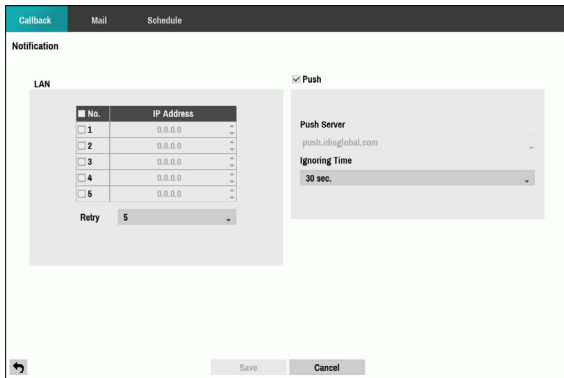 Callback Mail Schedule
Notification
LAN
No. IP Address
1 0.0.0.0
2 0.0.0.0
3 0.0.0.0
4 0.0.0.0
5 0.0.0.0
Retry 5
Push
Push Server
push.idisglobal.com
Ignoring Time
30 sec.
Save Cancel